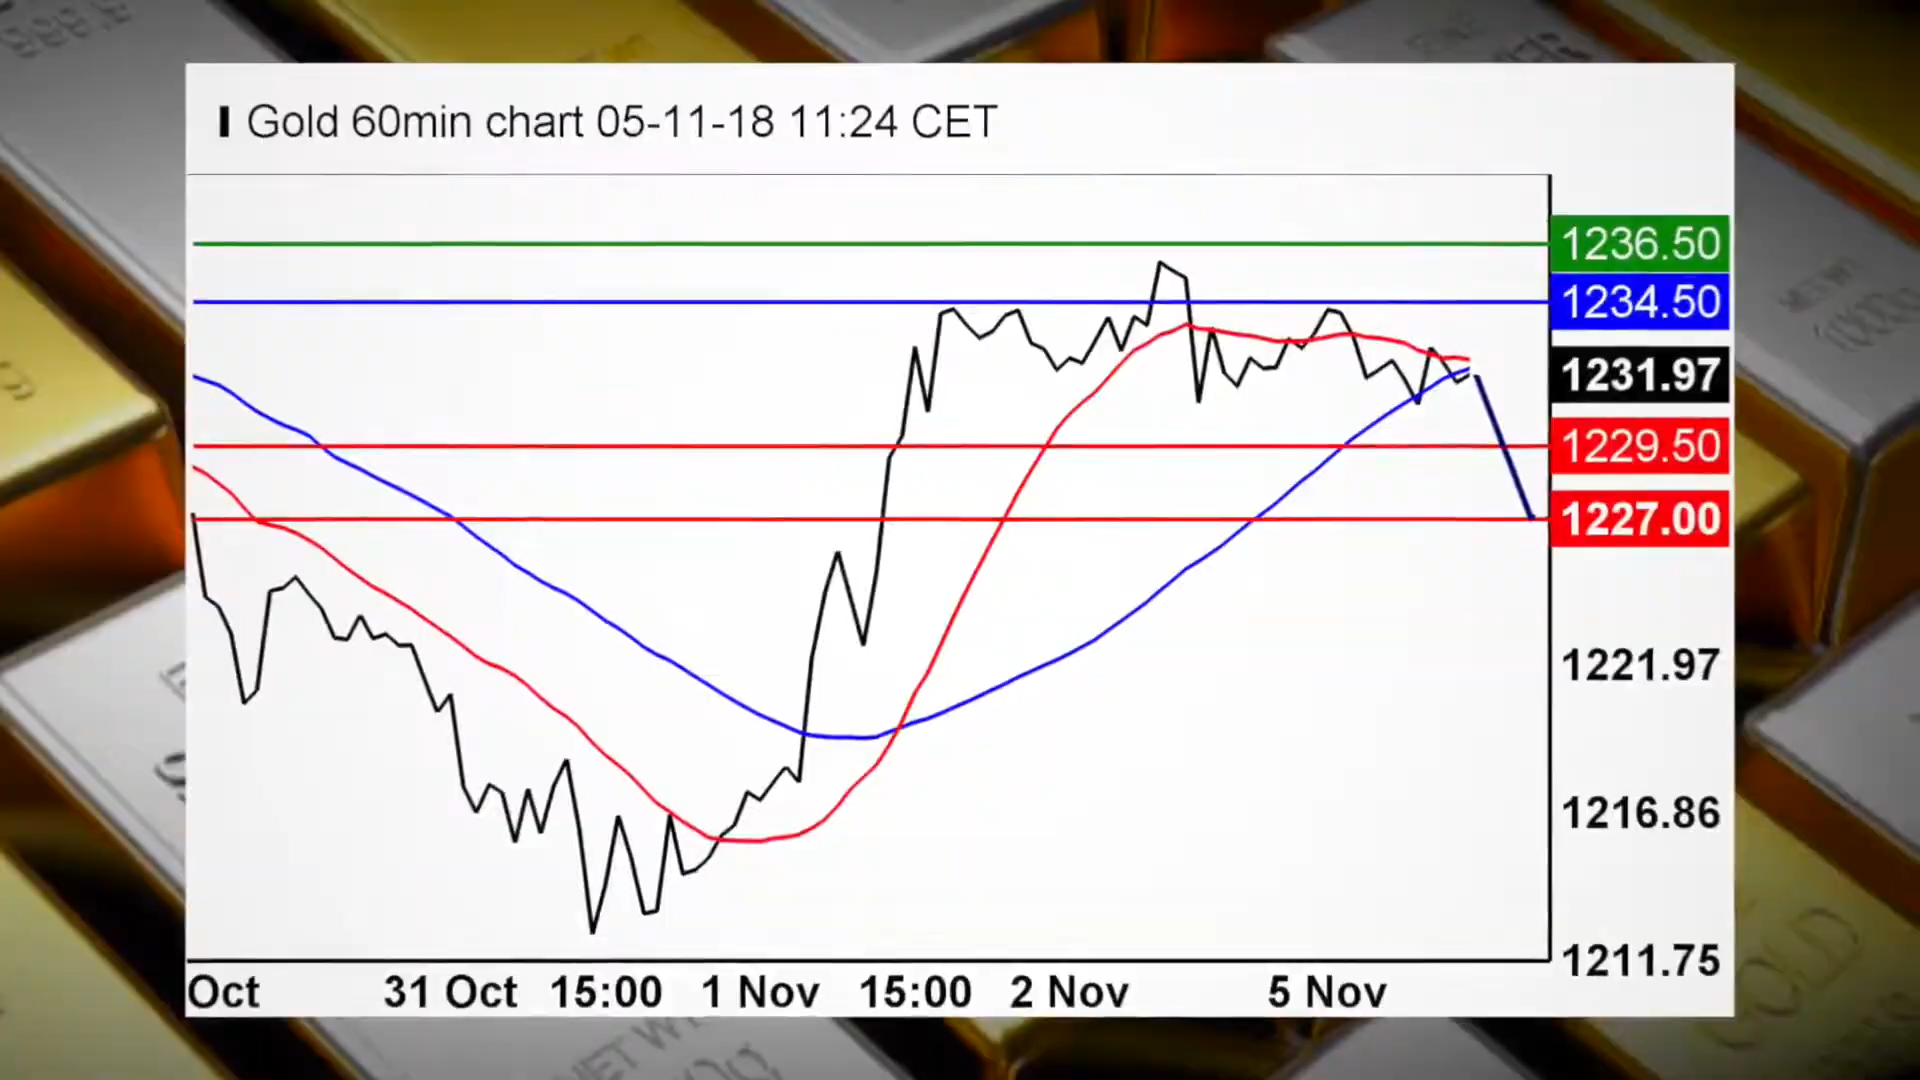 Gold 60min chart 05-11-18 11:24 CET
1236.50
1234.50
1231.97
1229.50
1227.00
1221.97
1216.86
1211.75
Oct 31 Oct 15:00 1 Nov 15:00 2 Nov 5 Nov
GOLD